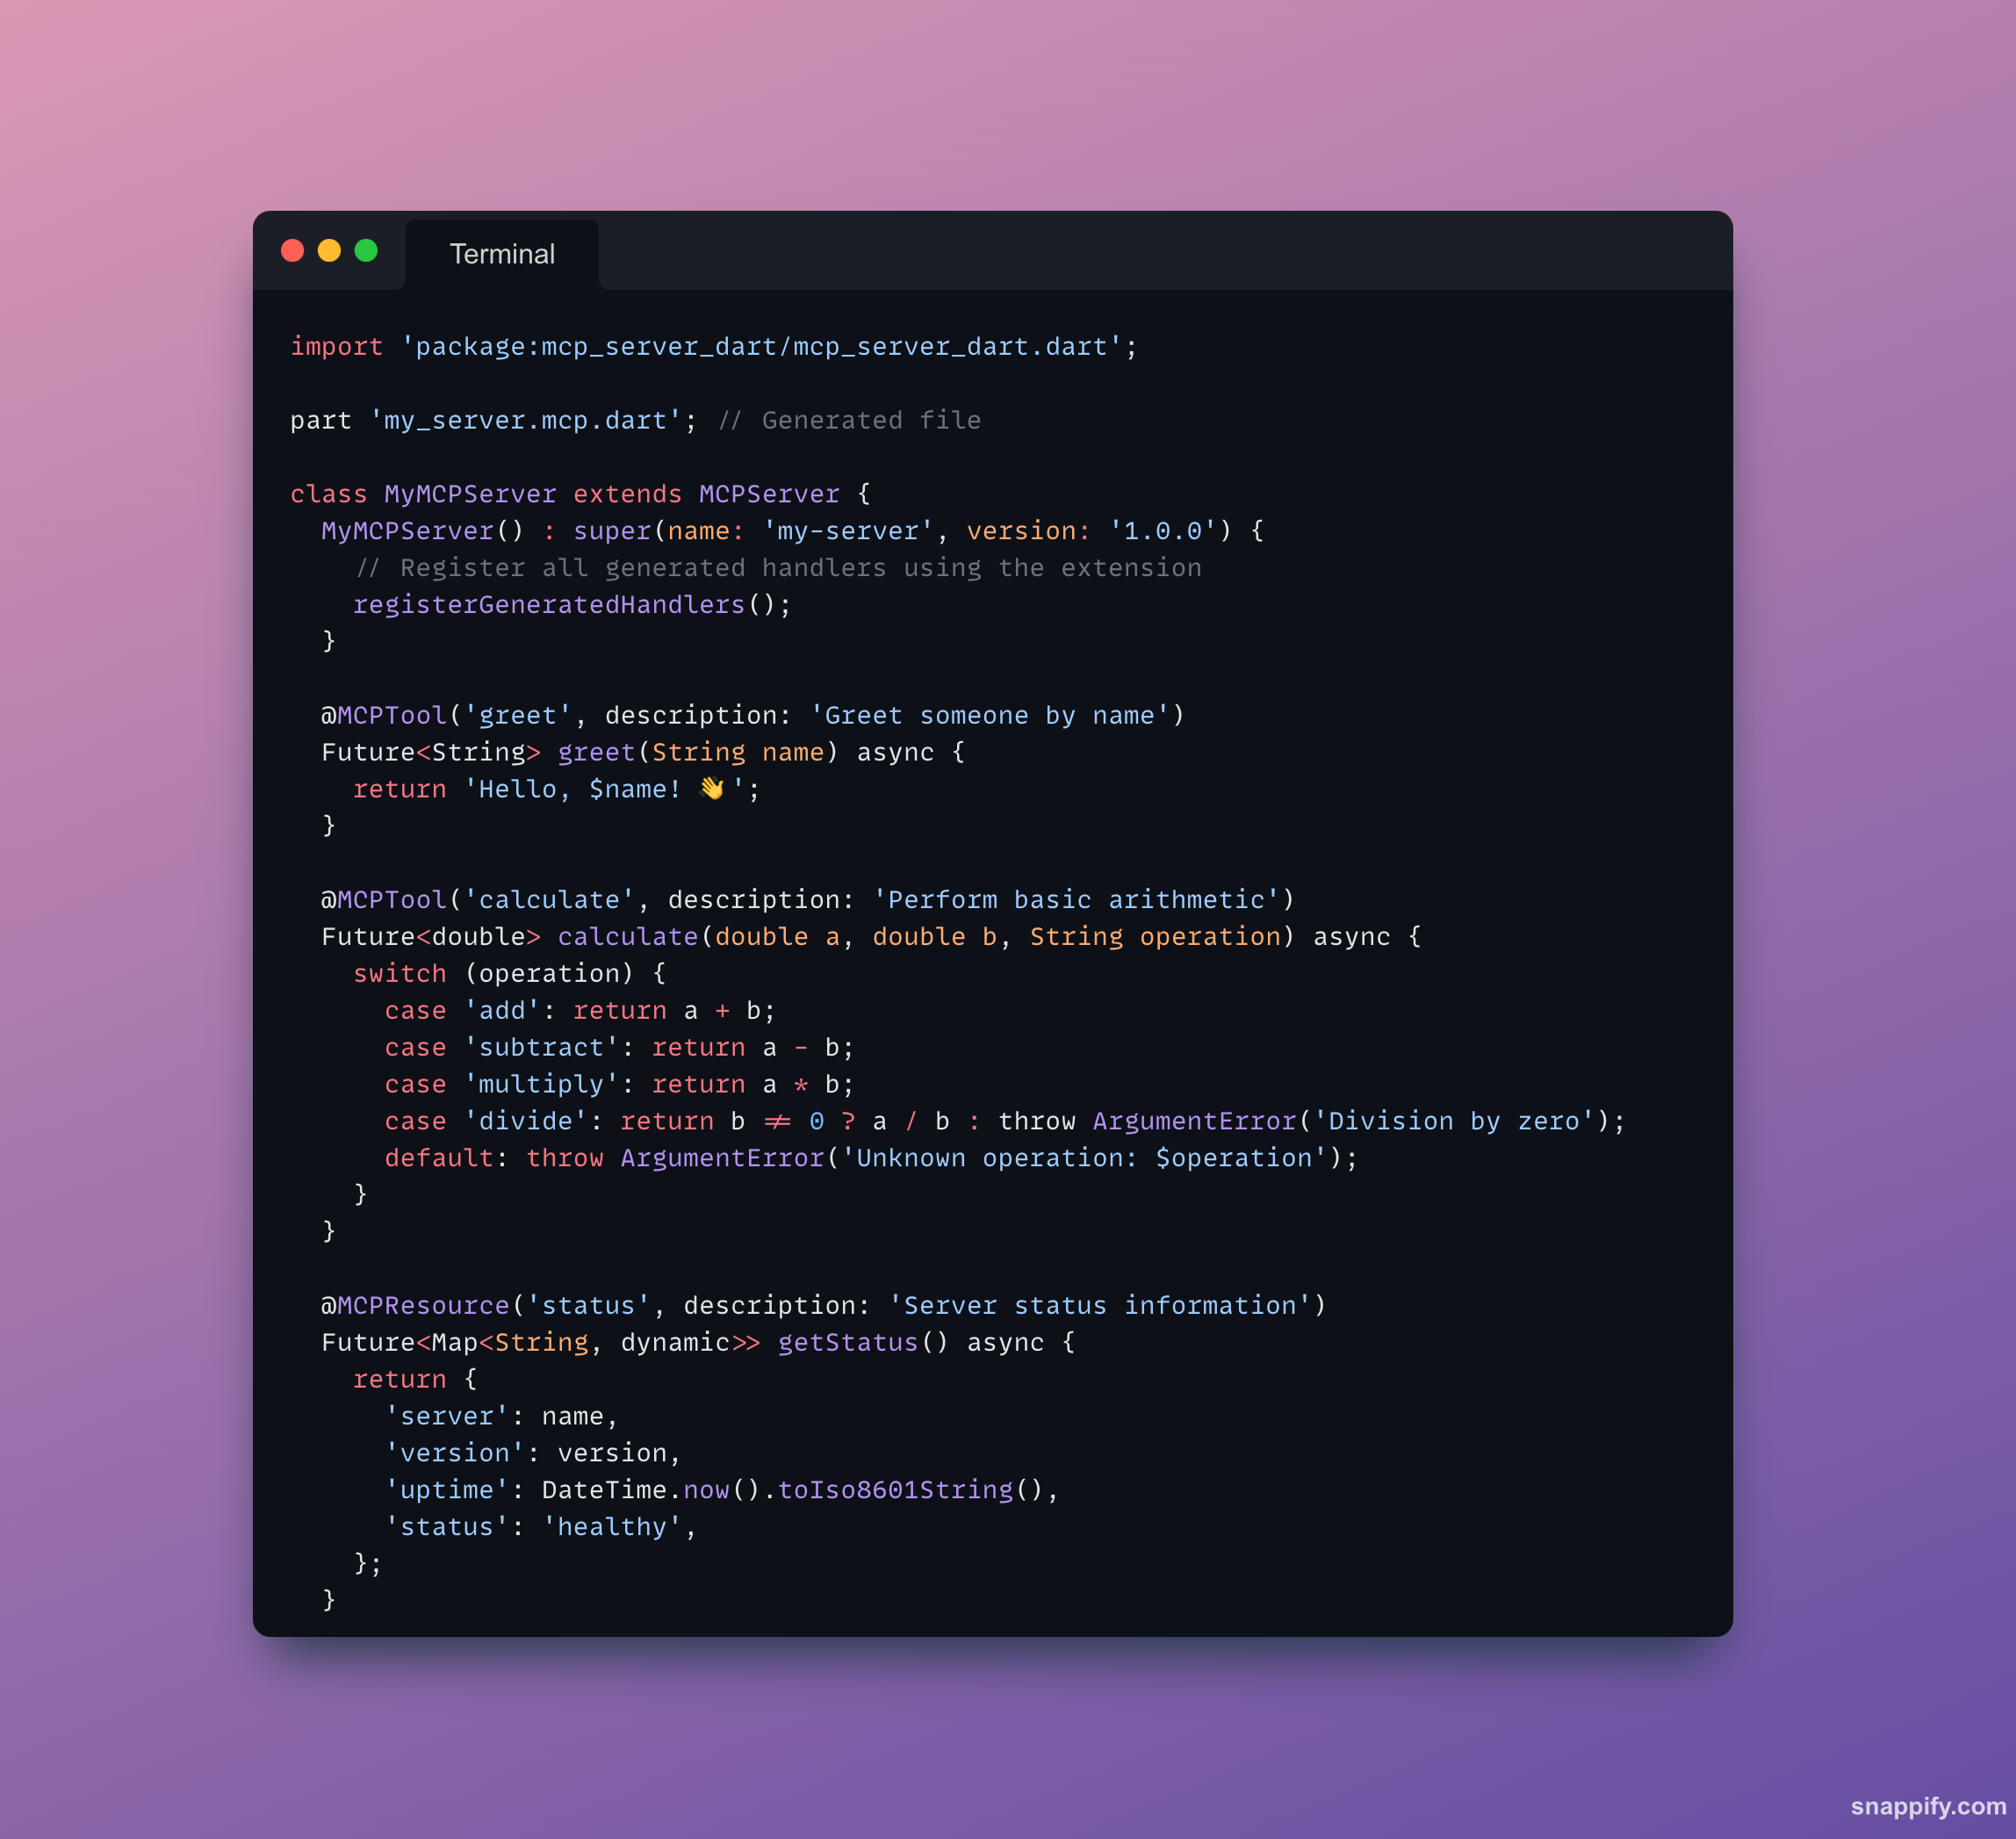 Terminal
import 'package:mcp_server_dart/mcp_server_dart.dart';
part 'my_server.mcp.dart'; // Generated file
class MyMCPServer extends MCPServer {
  MyMCPServer() : super(name: 'my-server', version: '1.0.0') {
    // Register all generated handlers using the extension
    registerGeneratedHandlers();
  }
  @MCPTool('greet', description: 'Greet someone by name')
  Future<String> greet(String name) async {
    return 'Hello, $name! 👋';
  }
  @MCPTool('calculate', description: 'Perform basic arithmetic')
  Future<double> calculate(double a, double b, String operation) async {
    switch (operation) {
      case 'add': return a + b;
      case 'subtract': return a - b;
      case 'multiply': return a * b;
      case 'divide': return b != 0 ? a / b : throw ArgumentError('Division by zero');
      default: throw ArgumentError('Unknown operation: $operation');
    }
  }
  @MCPResource('status', description: 'Server status information')
  Future<Map<String, dynamic>> getStatus() async {
    return {
      'server': name,
      'version': version,
      'uptime': DateTime.now().toIso8601String(),
      'status': 'healthy',
    };
  }
snappify.com